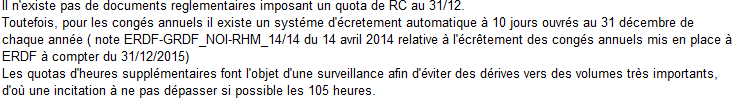 Il n'existe pas de documents reglementaires imposant un quota de RC au 31/12.
Toutefois, pour les congés annuels il existe un systéme d'écretement automatique à 10 jours ouvrés au 31 décembre de
chaque année ( note ERDF-GRDF_NOI-RHM_14/14 du 14 avril 2014 relative à l'écrêtement des congés annuels mis en place à
ERDF à compter du 31/12/2015)
Les quotas d'heures supplémentaires font l'objet d'une surveillance afin d'éviter des dérives vers des volumes très importants,
d'où une incitation à ne pas dépasser si possible les 105 heures.